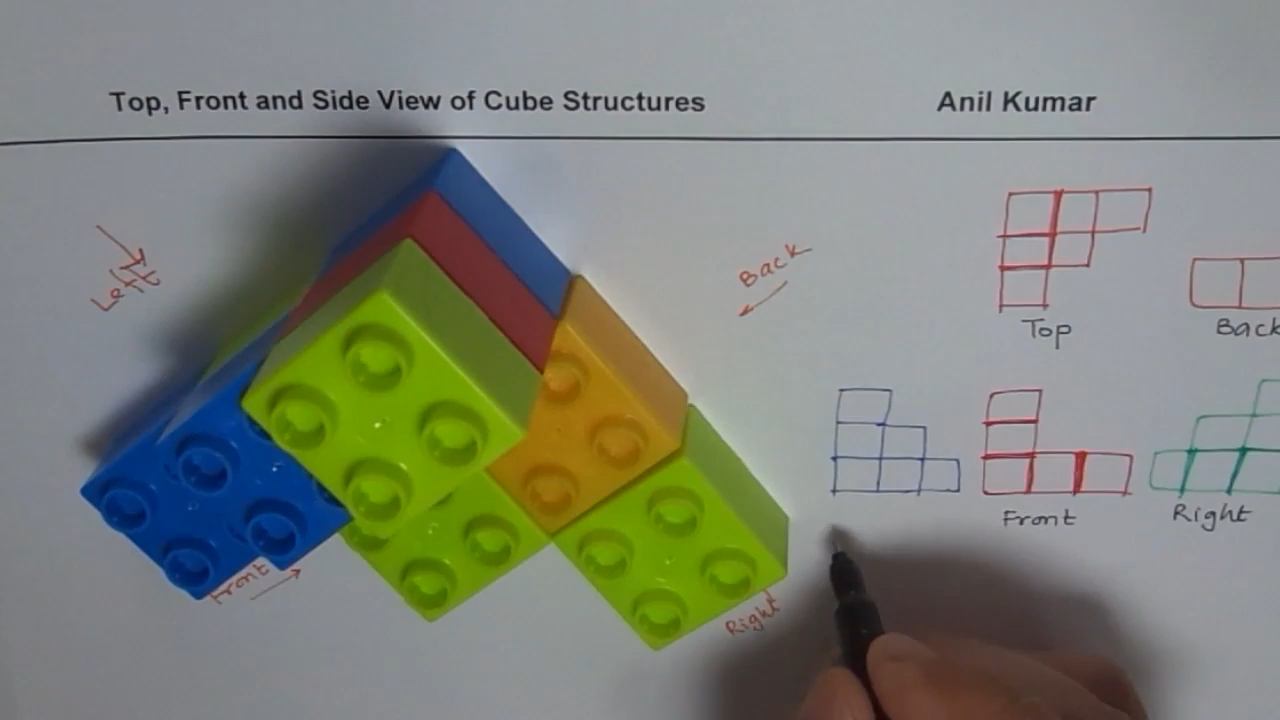 Top, Front and Side View of Cube Structures
Anil Kumar
Left
Back
Top
Back
Front
Right
Front
Right